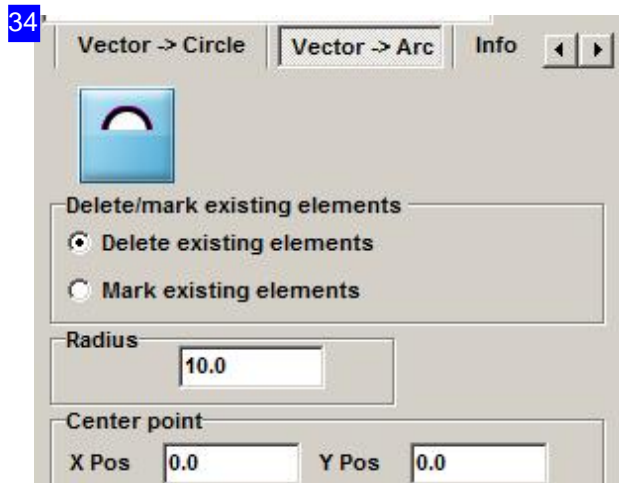 34
Vector -> Circle Vector -> Arc Info
Delete/mark existing elements
Delete existing elements
Mark existing elements
Radius
10.0
Center point
X Pos 0.0 Y Pos 0.0